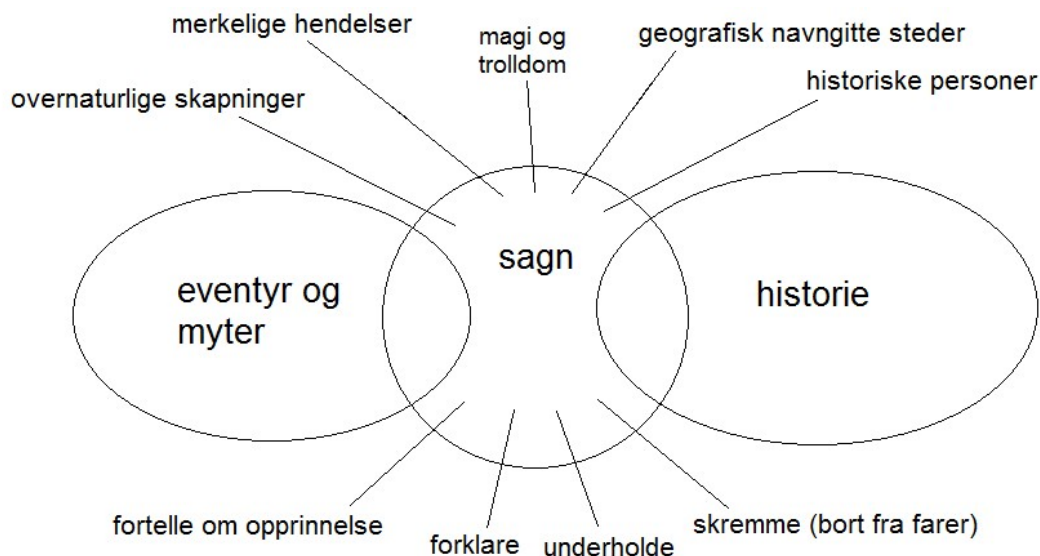 merkelige hendelser
magi og
trolldom
geografisk navngitte steder
overnaturlige skapninger
historiske personer
sagn
eventyr og
myter
historie
fortelle om opprinnelse
forklare
underholde
skremme (bort fra farer)